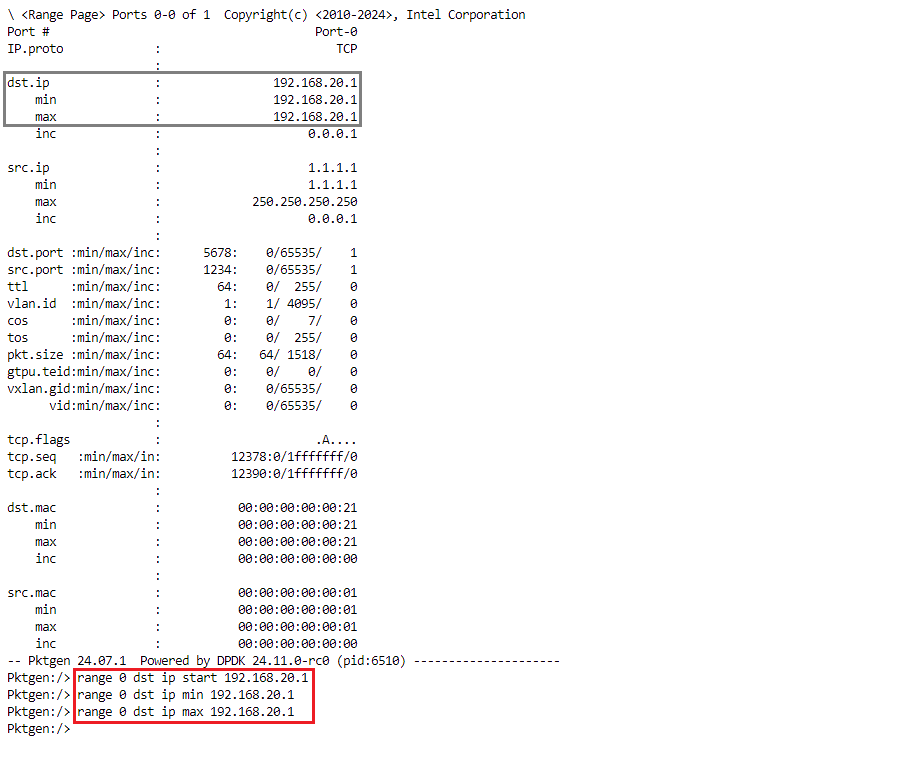 \ <Range Page> Ports 0-0 of 1  Copyright(c) <2010-2024>, Intel Corporation
Port #                                      Port-0
IP.proto             :                         TCP
                     :
dst.ip               :                192.168.20.1
    min              :                192.168.20.1
    max              :                192.168.20.1
    inc              :                     0.0.0.1
                     :
src.ip               :                     1.1.1.1
    min              :                     1.1.1.1
    max              :             250.250.250.250
    inc              :                     0.0.0.1
                     :
dst.port :min/max/inc:      5678:    0/65535/    1
src.port :min/max/inc:      1234:    0/65535/    1
ttl      :min/max/inc:        64:    0/  255/    0
vlan.id  :min/max/inc:         1:    1/ 4095/    0
cos      :min/max/inc:         0:    0/    7/    0
tos      :min/max/inc:         0:    0/  255/    0
pkt.size :min/max/inc:        64:   64/ 1518/    0
gtpu.teid:min/max/inc:         0:    0/    0/    0
vxlan.gid:min/max/inc:         0:    0/65535/    0
      vid:min/max/inc:         0:    0/65535/    0
                     :
tcp.flags            :                      .A....
tcp.seq   :min/max/in:          12378:0/1fffffff/0
tcp.ack   :min/max/in:          12390:0/1fffffff/0
                     :
dst.mac              :           00:00:00:00:00:21
    min              :           00:00:00:00:00:21
    max              :           00:00:00:00:00:21
    inc              :           00:00:00:00:00:00
                     :
src.mac              :           00:00:00:00:00:01
    min              :           00:00:00:00:00:01
    max              :           00:00:00:00:00:01
    inc              :           00:00:00:00:00:00
-- Pktgen 24.07.1  Powered by DPDK 24.11.0-rc0 (pid:6510) ---------------------
Pktgen:/> range 0 dst ip start 192.168.20.1
Pktgen:/> range 0 dst ip min 192.168.20.1
Pktgen:/> range 0 dst ip max 192.168.20.1
Pktgen:/>